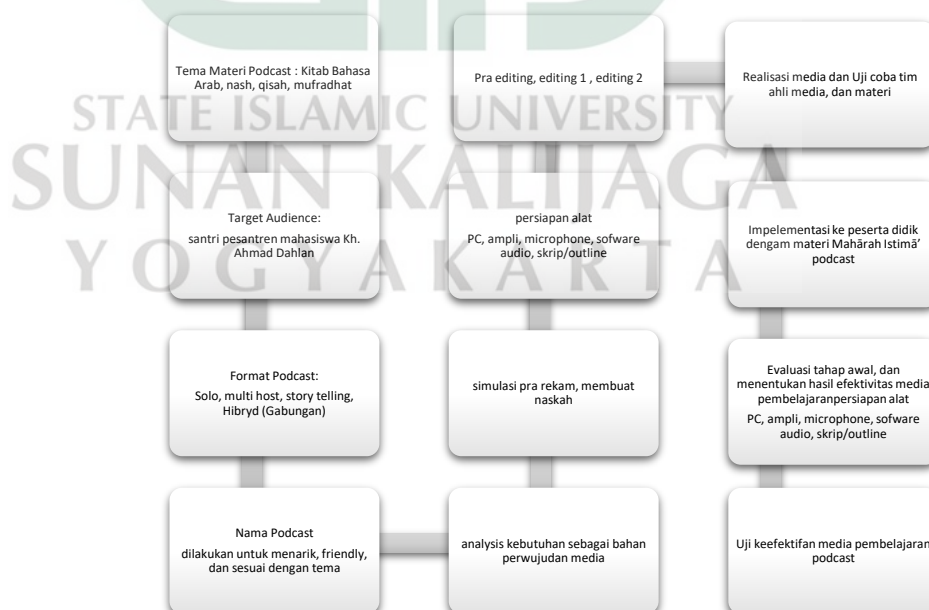 STATE ISLAMIC UNIVERSITY
SUNAN KALIJAGA
YOGYAKARTA
Tema Materi Podcast : Kitab Bahasa
Arab, nash, qisah, mufradhat
Target Audience:
santri pesantren mahasiswa Kh.
Ahmad Dahlan
Format Podcast:
Solo, multi host, story telling,
Hibryd (Gabungan)
Nama Podcast
dilakukan untuk menarik, friendly,
dan sesuai dengan tema
analysis kebutuhan sebagai bahan
perwujudan media
simulasi pra rekam, membuat
naskah
persiapan alat
PC, ampli, microphone, sofware
audio, skrip/outline
Pra editing, editing 1 , editing 2
Realisasi media dan Uji coba tim
ahli media, dan materi
Impelementasi ke peserta didik
dengam materi Mahārah Istimā’
podcast
Evaluasi tahap awal, dan
menentukan hasil efektivitas media
pembelajaranpersiapan alat
PC, ampli, microphone, sofware
audio, skrip/outline
Uji keefektifan media pembelajaran
podcast